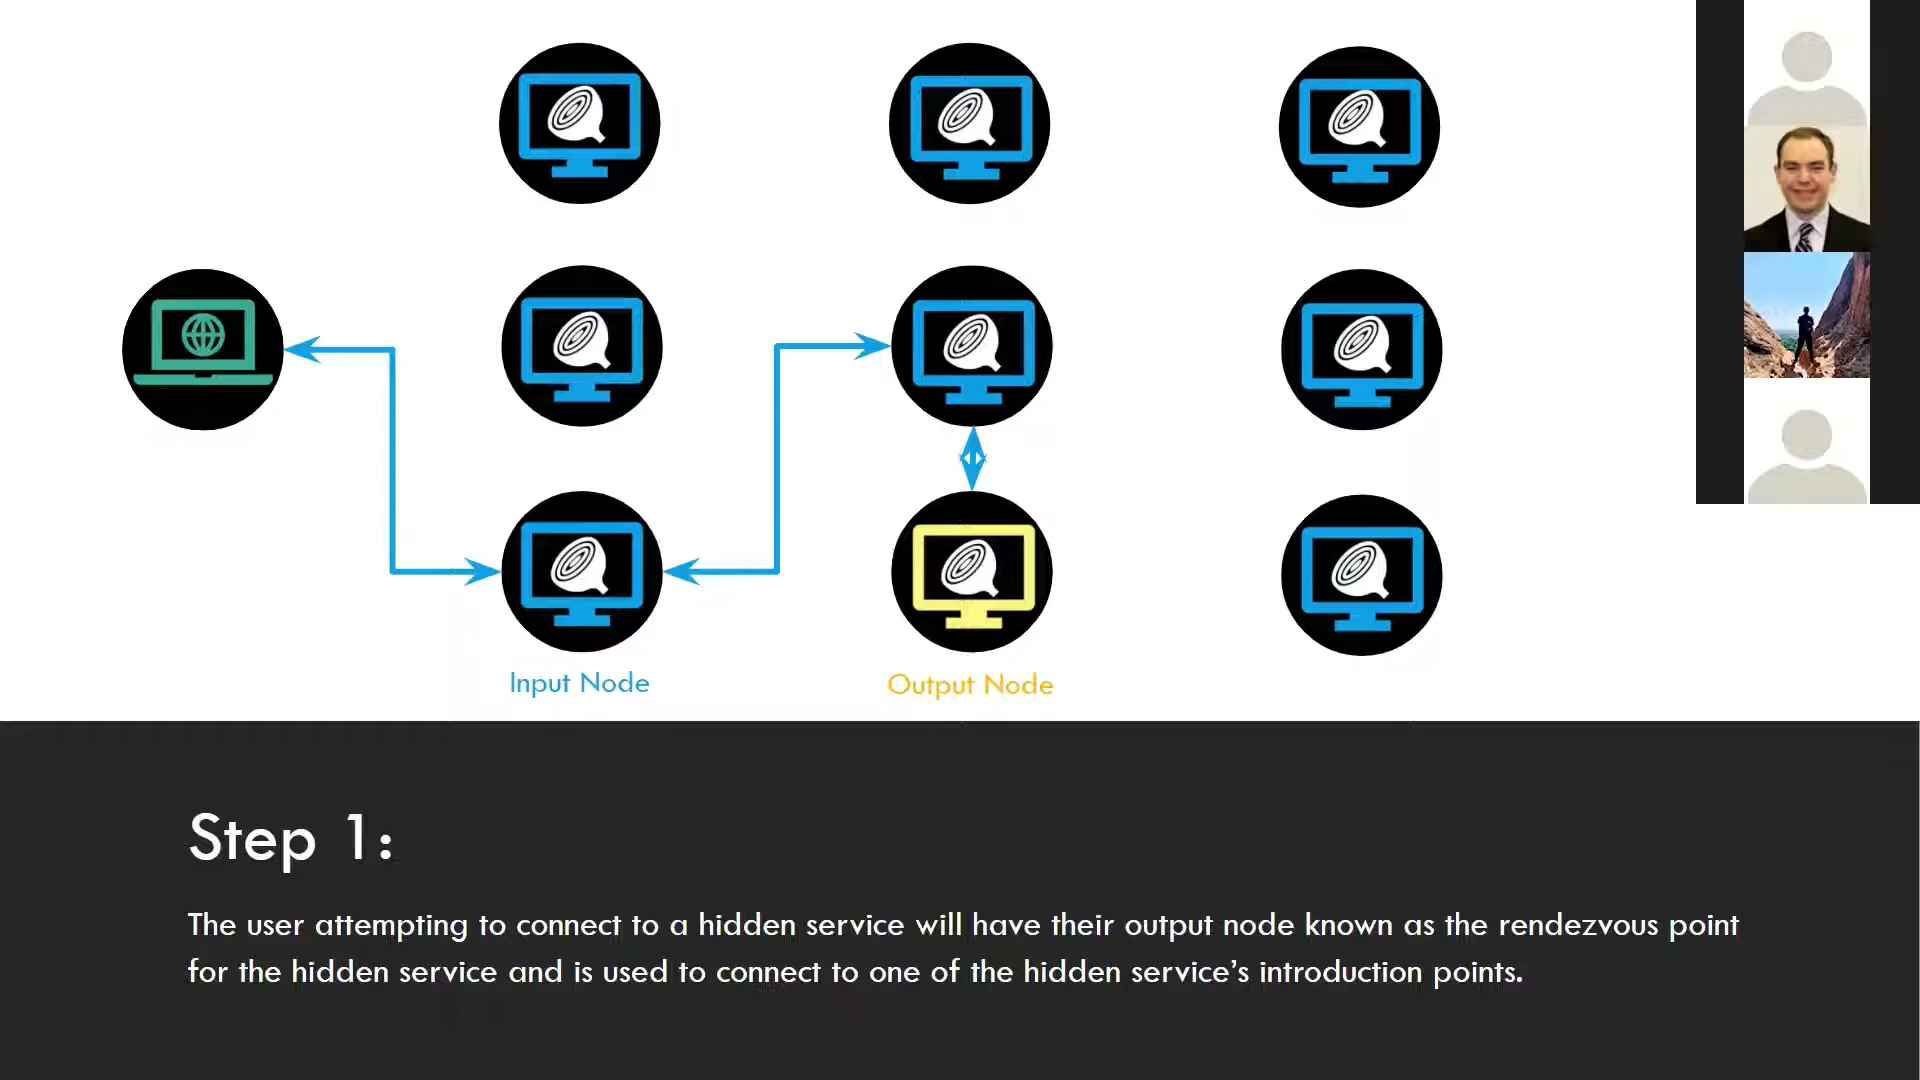 Input Node
Output Node
Step 1:
The user attempting to connect to a hidden service will have their output node known as the rendezvous point
for the hidden service and is used to connect to one of the hidden service’s introduction points.